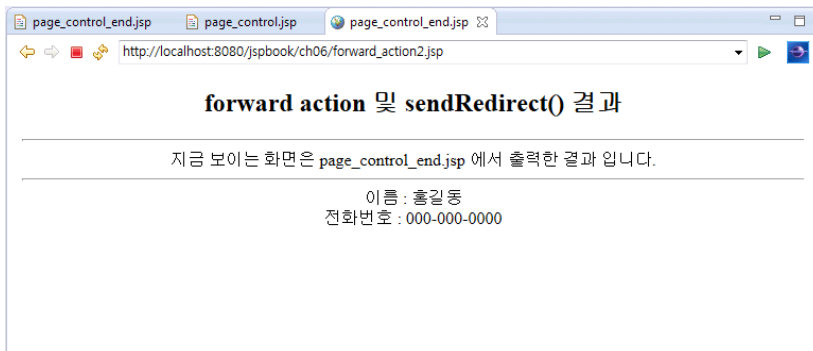 page_control_end.jsp page_control.jsp page_control_end.jsp
http://localhost:8080/jspbook/ch06/forward_action2.jsp
forward action 및 sendRedirect() 결과
지금 보이는 화면은 page_control_end.jsp 에서 출력한 결과 입니다.
이름 : 홍길동
전화번호 : 000-000-0000